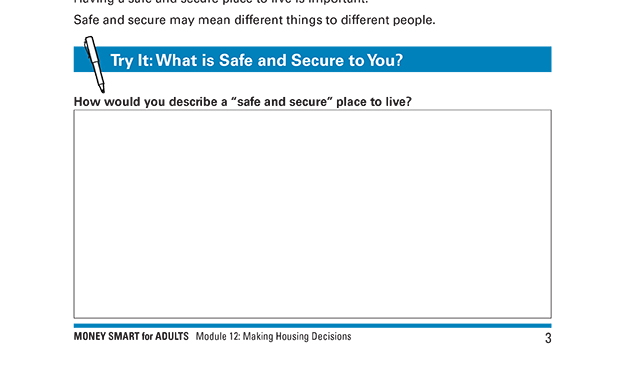 Having a safe and secure place to live is important.
Safe and secure may mean different things to different people.
Try It: What is Safe and Secure to You?
How would you describe a “safe and secure” place to live?
MONEY SMART for ADULTS Module 12: Making Housing Decisions
3